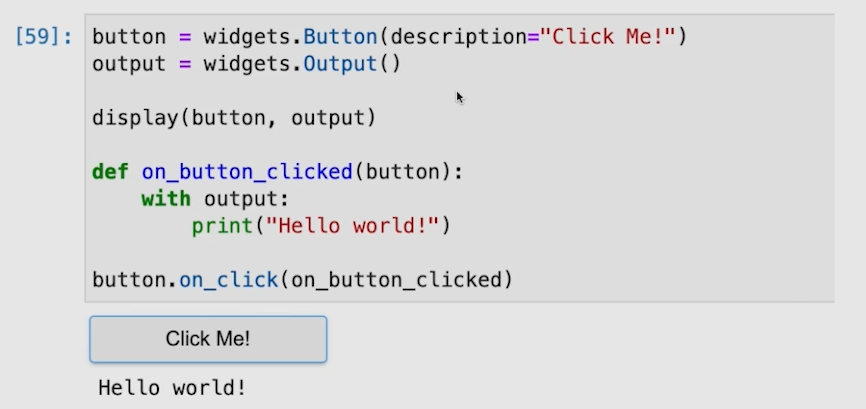 [59]: button = widgets.Button(description="Click Me!")
output = widgets.Output()

display(button, output)

def on_button_clicked(button):
    with output:
        print("Hello world!")

button.on_click(on_button_clicked)
Click Me!
Hello world!